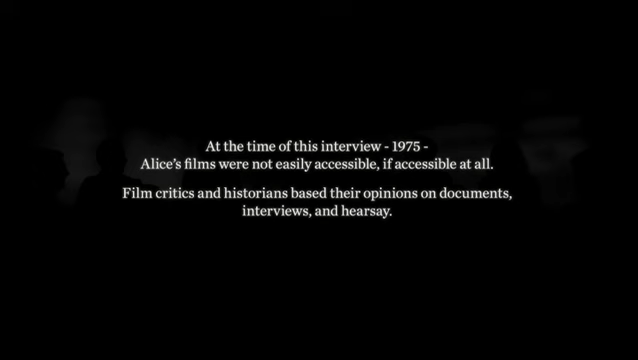 At the time of this interview - 1975 -
Alice's films were not easily accessible, if accessible at all.
Film critics and historians based their opinions on documents,
interviews, and hearsay.